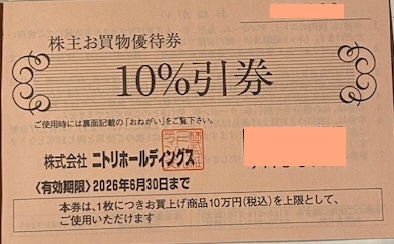 株主お買物優待券
10%引券
ご使用時には裏面記載の「おねがい」をご覧下さい。
株式会社 ニトリホールディングス
〈有効期限〉2026年6月30日まで
本券は、1枚につきお買上げ商品10万円(税込)を上限として、
ご使用いただけます